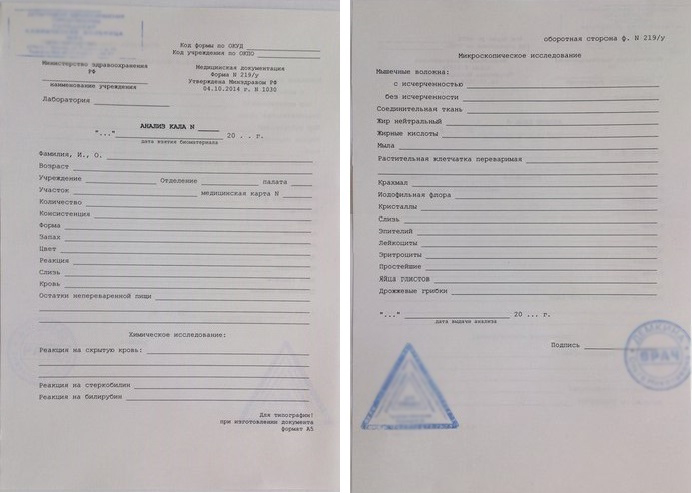 Код формы по ОКУД
Код учреждения по ОКПО
Министерство здравоохранения
РФ
наименование учреждения
Медицинская документация
Форма N 219/у
Утверждена Минздравом РФ
04.10.2014 г. N 1030
Лаборатория
АНАЛИЗ КАЛА N
"..." 20 . . г.
дата взятия биоматериала
Фамилия, И., О.
Возраст
Учреждение Отделение палата
Участок медицинская карта N
Количество
Консистенция
Форма
Запах
Цвет
Реакция
Слизь
Кровь
Остатки непереваренной пищи
Химическое исследование:
Реакция на скрытую кровь:
Реакция на стеркобилин
Реакция на билирубин
Для типографии!
при изготовлении документа
формат А5
оборотная сторона ф. N 219/у
Микроскопическое исследование
Мышечные волокна:
с исчерченностью
без исчерченности
Соединительная ткань
Жир нейтральный
Жирные кислоты
Мыла
Растительная клетчатка переваримая
Крахмал
Иодофильная флора
Кристаллы
Слизь
Эпителий
Лейкоциты
Эритроциты
Простейшие
ЯЙЦА ГЛИСТОВ
Дрожжевые грибки
"..." 20 ... г.
дата выдачи анализа
Подпись
ВРАЧ